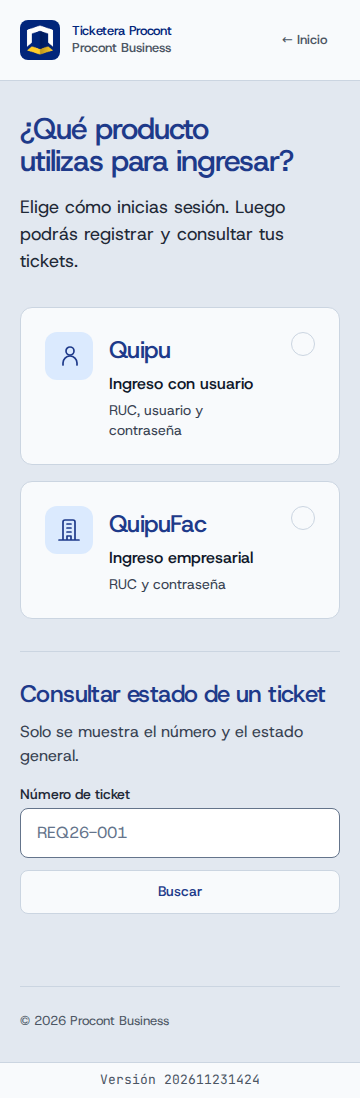 Ticketera Procont
Procont Business
← Inicio
¿Qué producto
utilizas para ingresar?
Elige cómo inicias sesión. Luego
podrás registrar y consultar tus
tickets.
Quipu
Ingreso con usuario
RUC, usuario y
contraseña
QuipuFac
Ingreso empresarial
RUC y contraseña
Consultar estado de un ticket
Solo se muestra el número y el estado
general.
Número de ticket
REQ26-001
Buscar
© 2026 Procont Business
Versión 202611231424